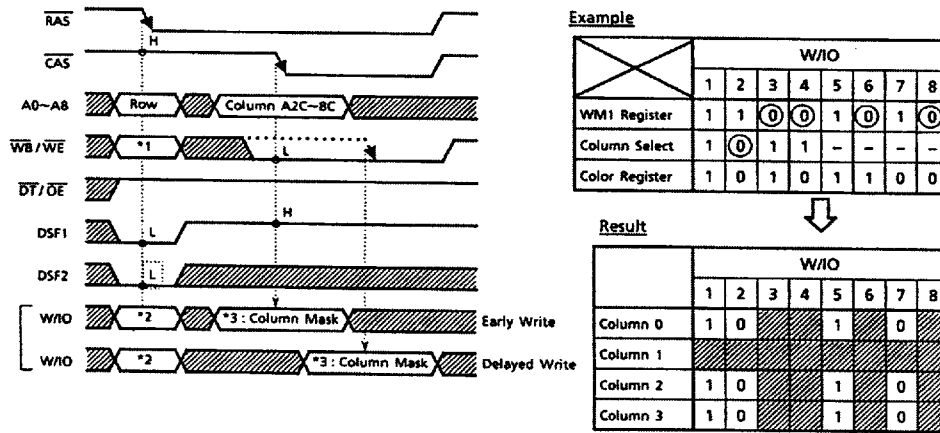 RAS
H
CAS
A0~A8 Row Column A2C~8C
WB/WE *1 L
DT/OE
DSF1 L H
DSF2 L
W/IO *2 *3 : Column Mask Early Write
W/IO *2 *3 : Column Mask Delayed Write
Example
W/IO
1 2 3 4 5 6 7 8
WM1 Register 1 1 0 0 1 0 1 0
Column Select 1 0 1 1 - - - -
Color Register 1 0 1 0 1 1 0 0
Result
W/IO
1 2 3 4 5 6 7 8
Column 0 1 0 1 0
Column 1
Column 2 1 0 1 0
Column 3 1 0 1 0